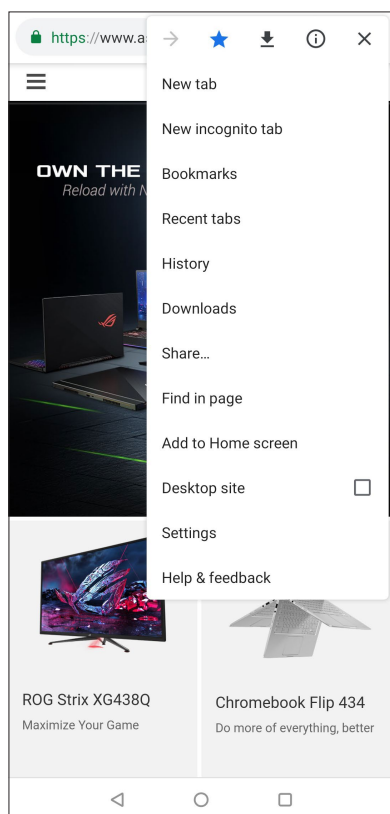 https://www.a
New tab
New incognito tab
OWN THE
Bookmarks
Reload with N
Recent tabs
History
Downloads
Share...
Find in page
Add to Home screen
Desktop site
Settings
Help & feedback
ROG Strix XG438Q
Maximize Your Game
Chromebook Flip 434
Do more of everything, better